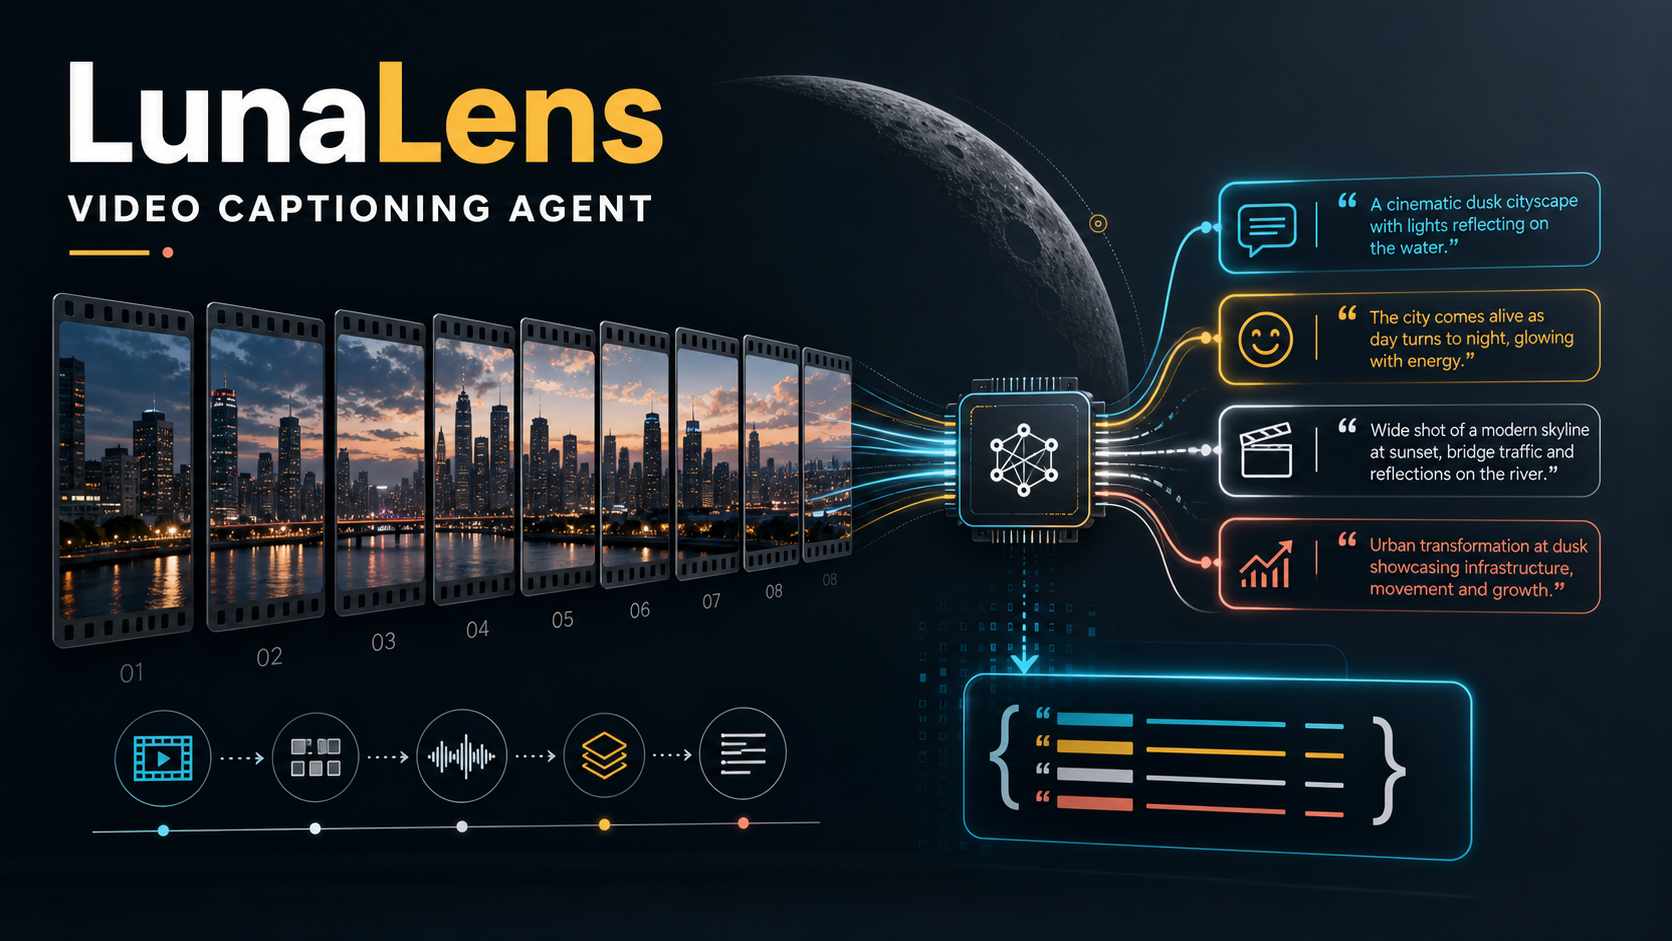 LunaLens
VIDEO CAPTIONING AGENT
01
02
03
04
05
06
07
08
08
“ A cinematic dusk cityscape
with lights reflecting on
the water.”
“ The city comes alive as
day turns to night, glowing
with energy.”
“ Wide shot of a modern skyline
at sunset, bridge traffic and
reflections on the river.”
“ Urban transformation at dusk
showcasing infrastructure,
movement and growth.”
{ “ }
“
“
“